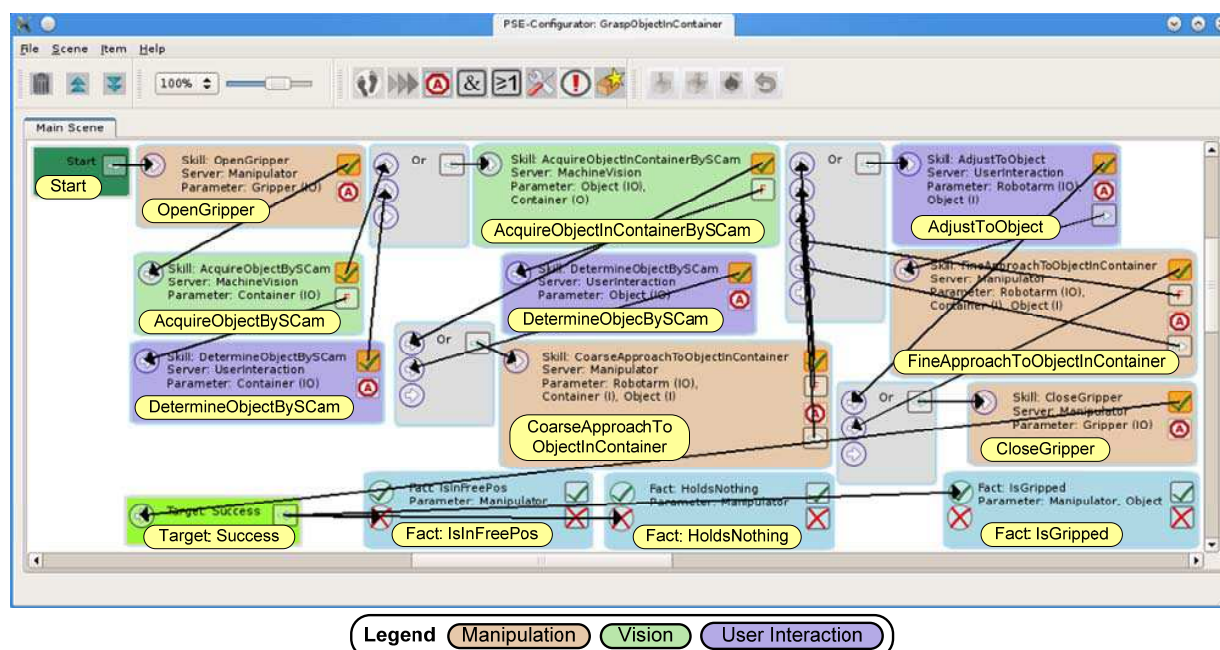 PSE-Configurator: GraspObjectInContainer
File Scene Item Help
100%
A & ≥1
Main Scene
Start
Start
Skill: OpenGripper
Server: Manipulator
Parameter: Gripper (IO)
A
OpenGripper
Or
Skill: AcquireObjectInContainerBySCam
Server: MachineVision
Parameter: Object (IO),
Container (O)
F
AcquireObjectInContainerBySCam
Or
Skill: AdjustToObject
Server: UserInteraction
Parameter: Robotarm (IO),
Object (I)
A
AdjustToObject
Skill: AcquireObjectBySCam
Server: MachineVision
Parameter: Container (IO)
F
AcquireObjectBySCam
Skill: DetermineObjectBySCam
Server: UserInteraction
Parameter: Object (IO)
A
DetermineObjecBySCam
Skill: FineApproachToObjectInContainer
Server: Manipulator
Parameter: Robotarm (IO),
Container (I), Object (I)
F
A
FineApproachToObjectInContainer
Skill: DetermineObjectBySCam
Server: UserInteraction
Parameter: Container (IO)
A
DetermineObjectBySCam
Or
Skill: CoarseApproachToObjectInContainer
Server: Manipulator
Parameter: Robotarm (IO),
Container (I), Object (I)
F
A
CoarseApproachTo
ObjectInContainer
Or
Skill: CloseGripper
Server: Manipulator
Parameter: Gripper (IO)
A
CloseGripper
Target: Success
Target: Success
Fact: IsInFreePos
Parameter: Manipulator
Fact: IsInFreePos
Fact: HoldsNothing
Parameter: Manipulator
Fact: HoldsNothing
Fact: IsGripped
Parameter: Manipulator, Object
Fact: IsGripped
Legend Manipulation Vision User Interaction